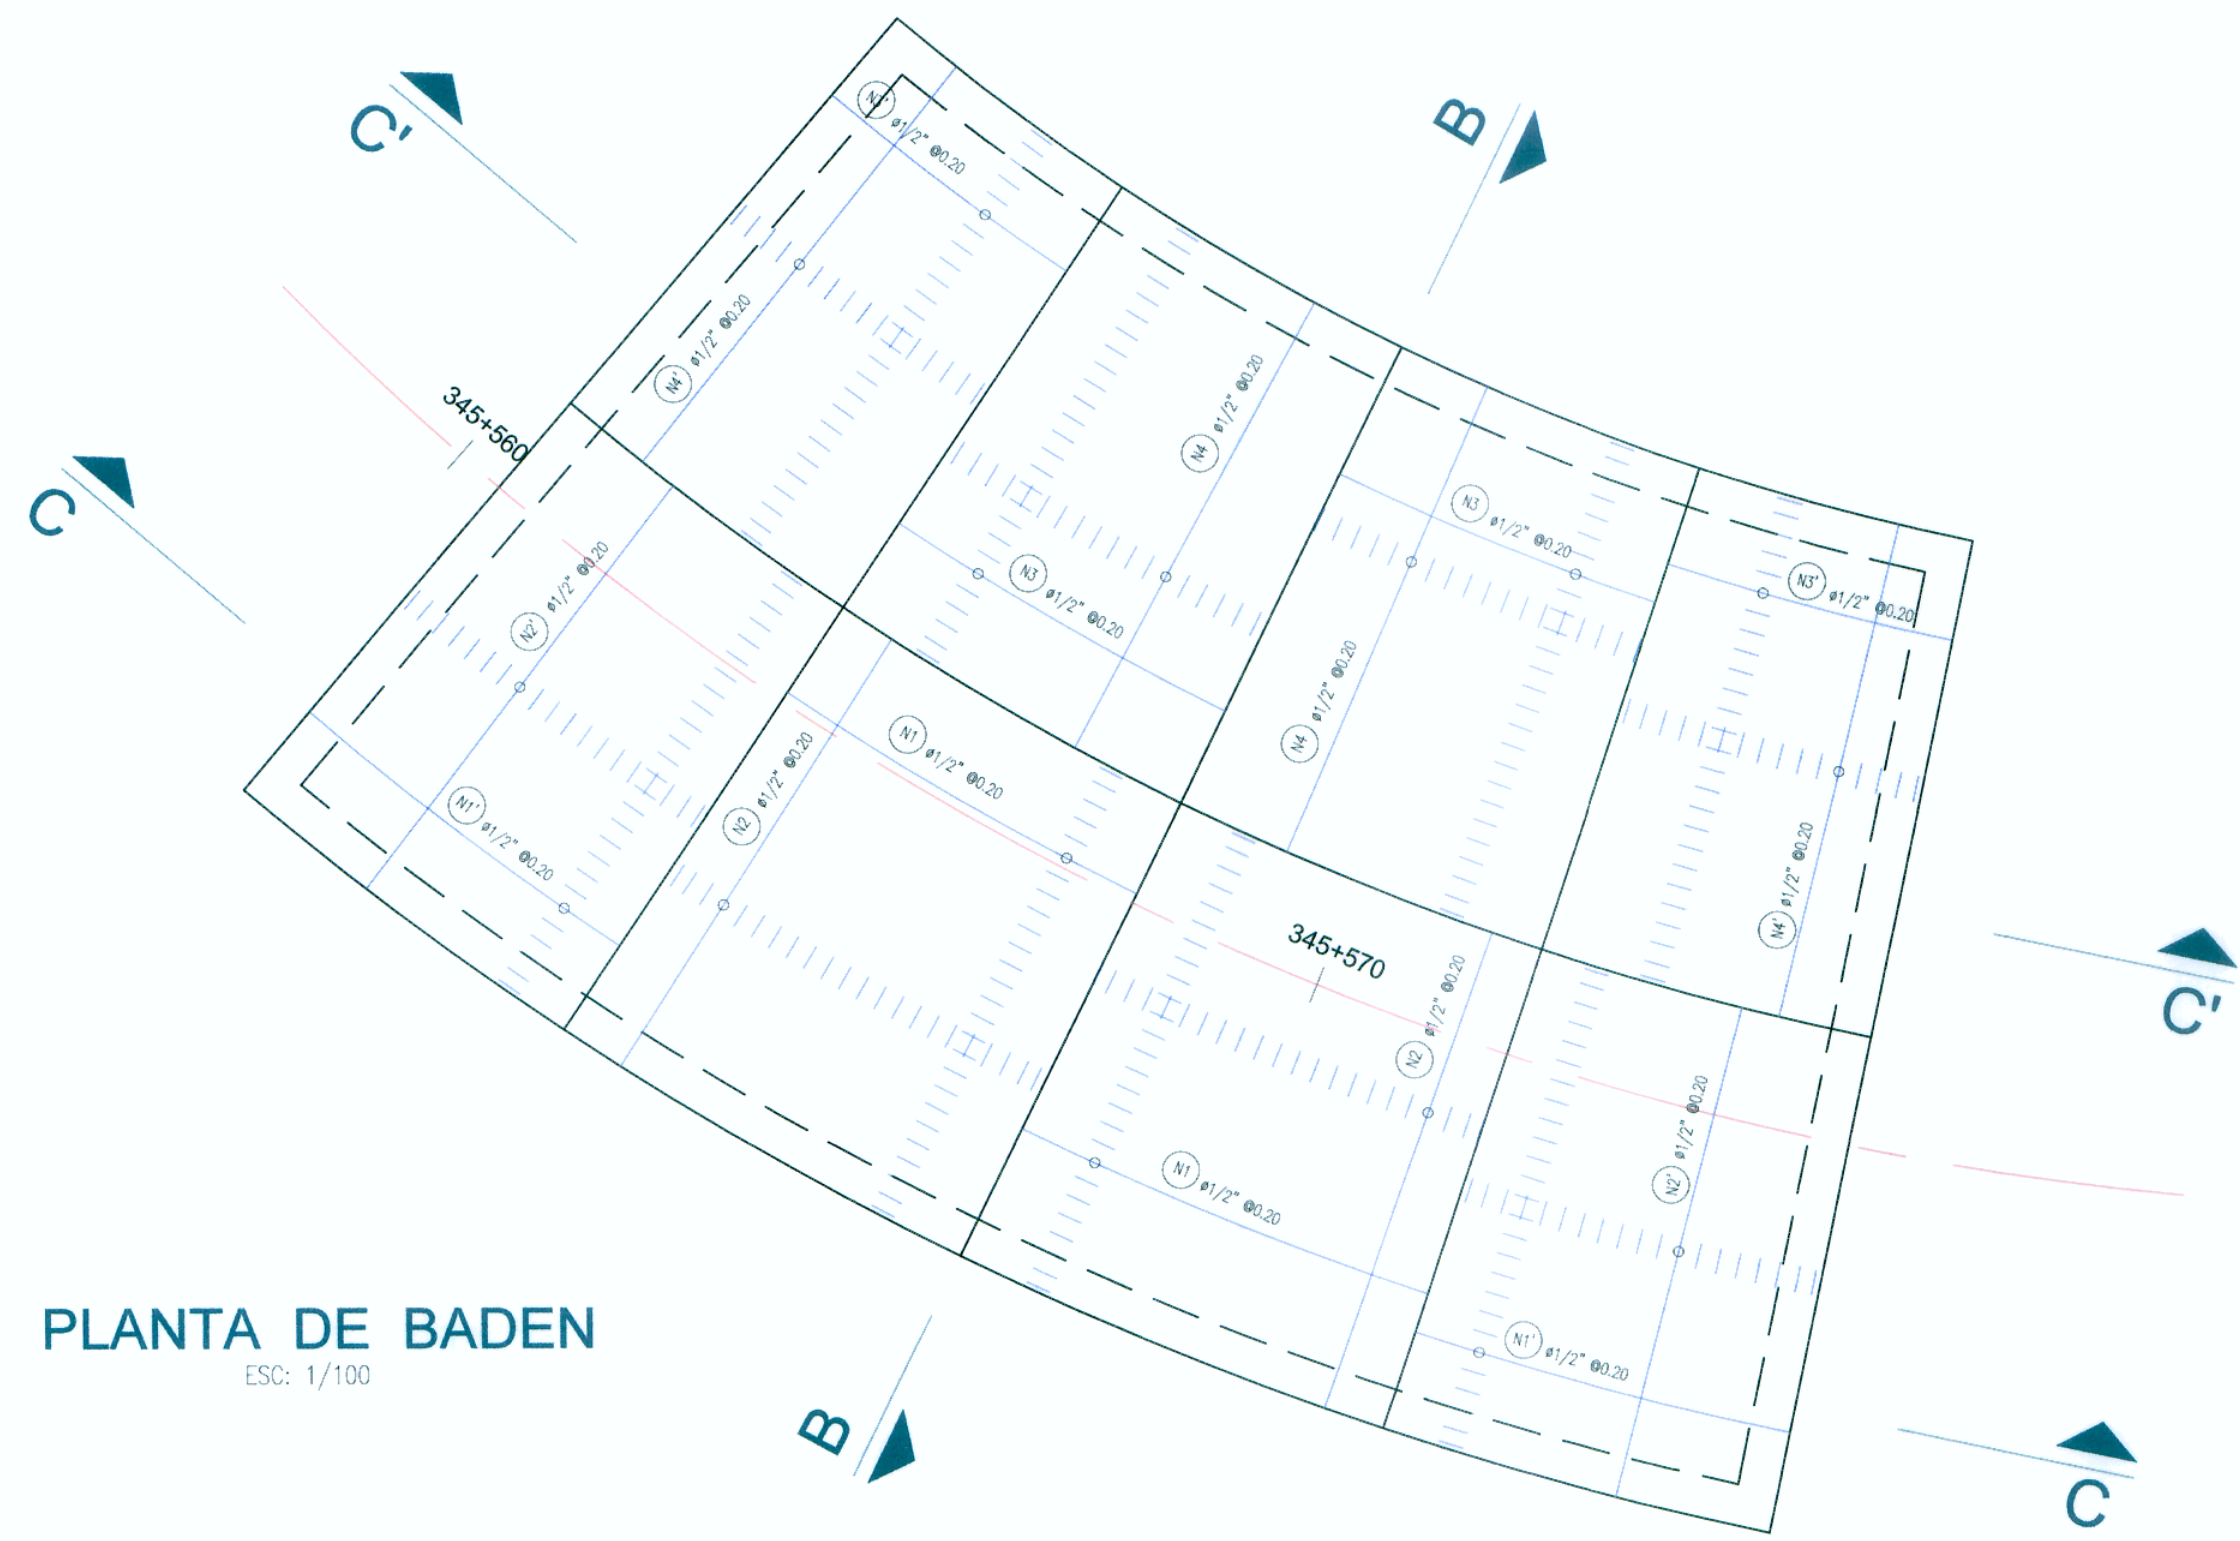 C'
B
N3'
ø1/2" @0.20
N4'
ø1/2" @0.20
345+560
C
N4
ø1/2" @0.20
N3
ø1/2" @0.20
N3'
ø1/2" @0.20
N2'
ø1/2" @0.20
N3
ø1/2" @0.20
N4
ø1/2" @0.20
N1'
ø1/2" @0.20
N2
ø1/2" @0.20
N1
ø1/2" @0.20
N4'
ø1/2" @0.20
345+570
C'
N2
ø1/2" @0.20
N2'
ø1/2" @0.20
N1
ø1/2" @0.20
N1'
ø1/2" @0.20
PLANTA DE BADEN
ESC: 1/100
B
C